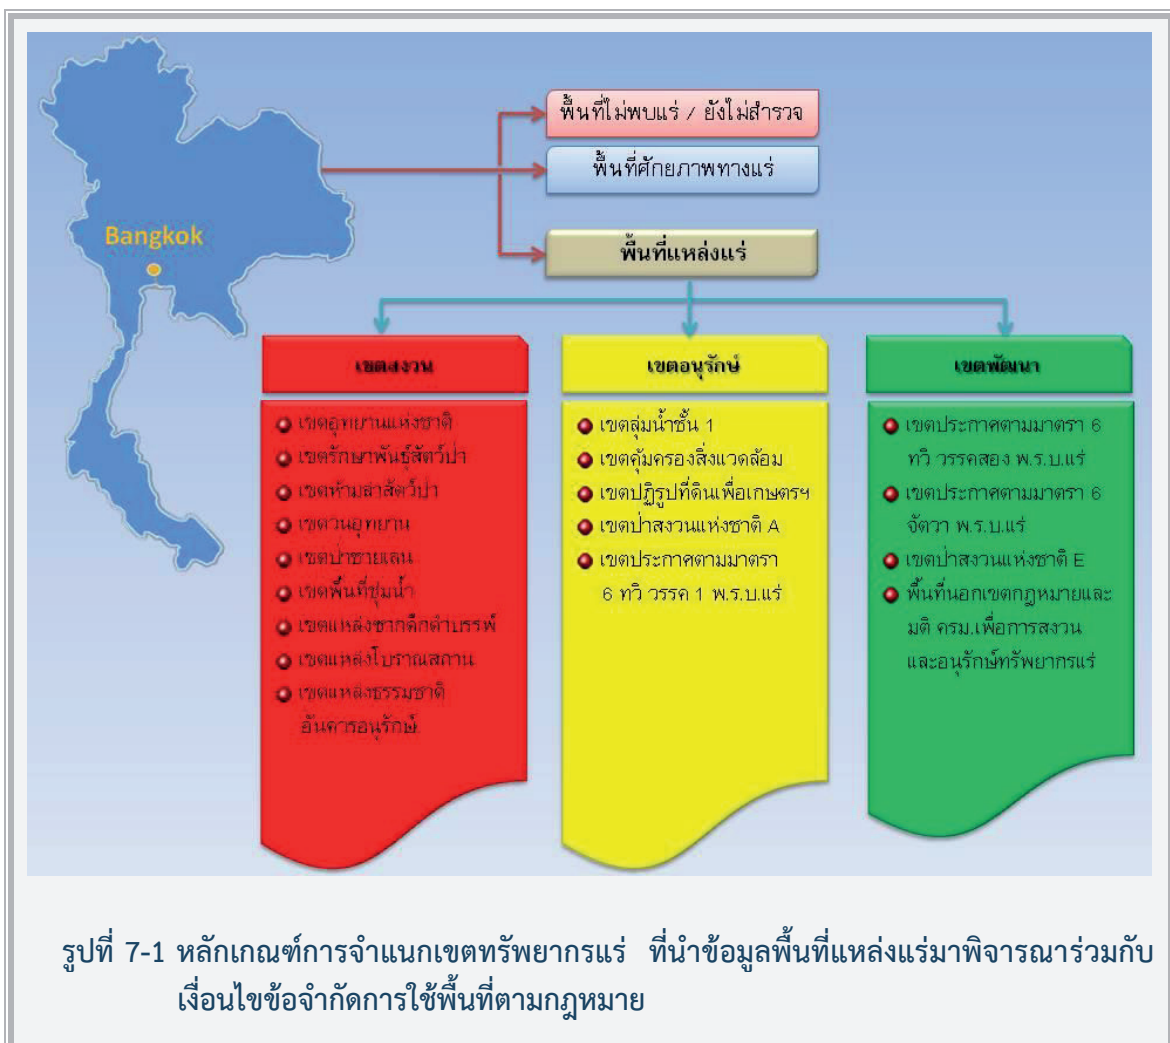 พื้นที่ไม่พบแร่ / ยังไม่สำรวจ
พื้นที่ศักยภาพทางแร่
พื้นที่แหล่งแร่
Bangkok
เขตสงวน
เขตอุทยานแห่งชาติ
เขตรักษาพันธุ์สัตว์ป่า
เขตห้ามล่าสัตว์ป่า
เขตวนอุทยาน
เขตป่าชายเลน
เขตพื้นที่ชุ่มน้ำ
เขตแหล่งซากดึกดำบรรพ์
เขตแหล่งโบราณสถาน
เขตแหล่งธรรมชาติ
อันควรอนุรักษ์
เขตอนุรักษ์
เขตลุ่มน้ำชั้น 1
เขตคุ้มครองสิ่งแวดล้อม
เขตปฏิรูปที่ดินเพื่อเกษตรฯ
เขตป่าสงวนแห่งชาติ A
เขตประกาศตามมาตรา
6 ทวิ วรรค 1 พ.ร.บ.แร่
เขตพัฒนา
เขตประกาศตามมาตรา 6
ทวิ วรรคสอง พ.ร.บ.แร่
เขตประกาศตามมาตรา 6
จัตวา พ.ร.บ.แร่
เขตป่าสงวนแห่งชาติ E
พื้นที่นอกเขตกฎหมายและ
มติ ครม.เพื่อการสงวน
และอนุรักษ์ทรัพยากรแร่
รูปที่ 7-1 หลักเกณฑ์การจำแนกเขตทรัพยากรแร่ ที่นำข้อมูลพื้นที่แหล่งแร่มาพิจารณาร่วมกับ
เงื่อนไขข้อจำกัดการใช้พื้นที่ตามกฎหมาย